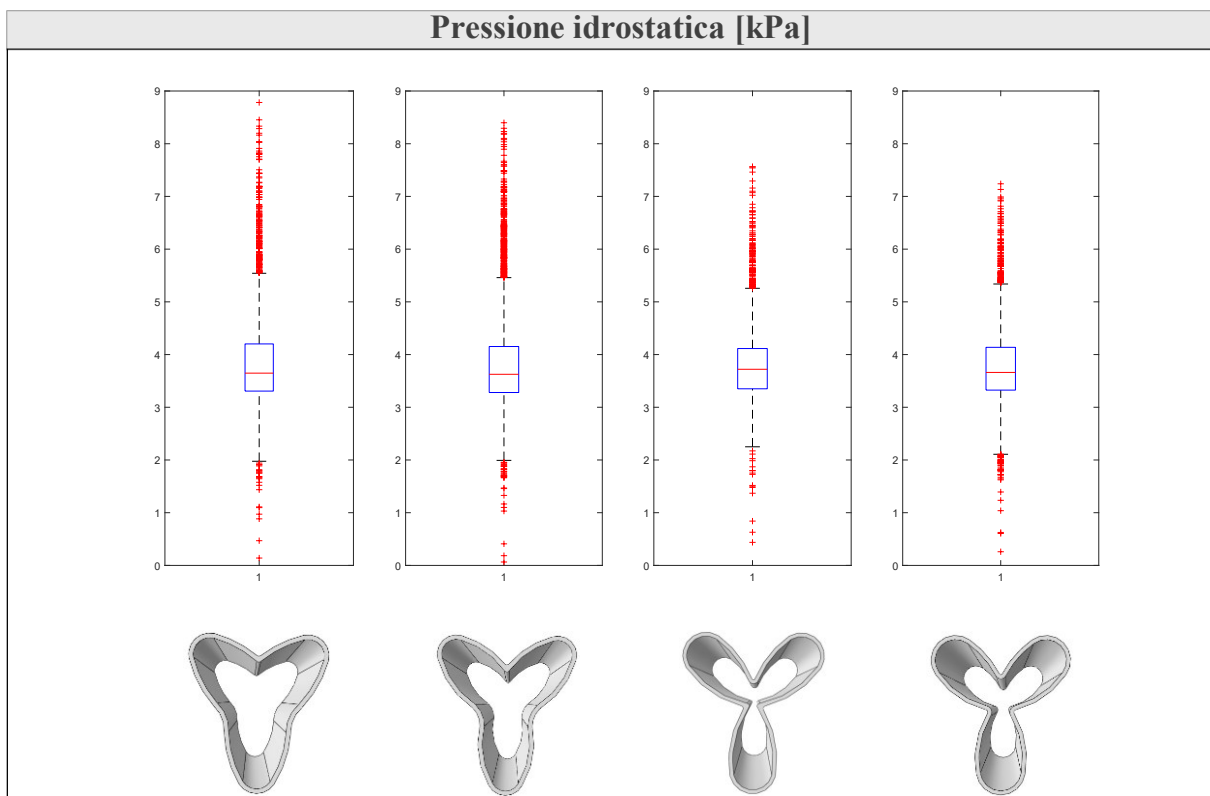 Pressione idrostatica [kPa]
9 9 9 9
8 8 8 8
7 7 7 7
6 6 6 6
5 5 5 5
4 4 4 4
3 3 3 3
2 2 2 2
1 1 1 1
0 0 0 0
1 1 1 1